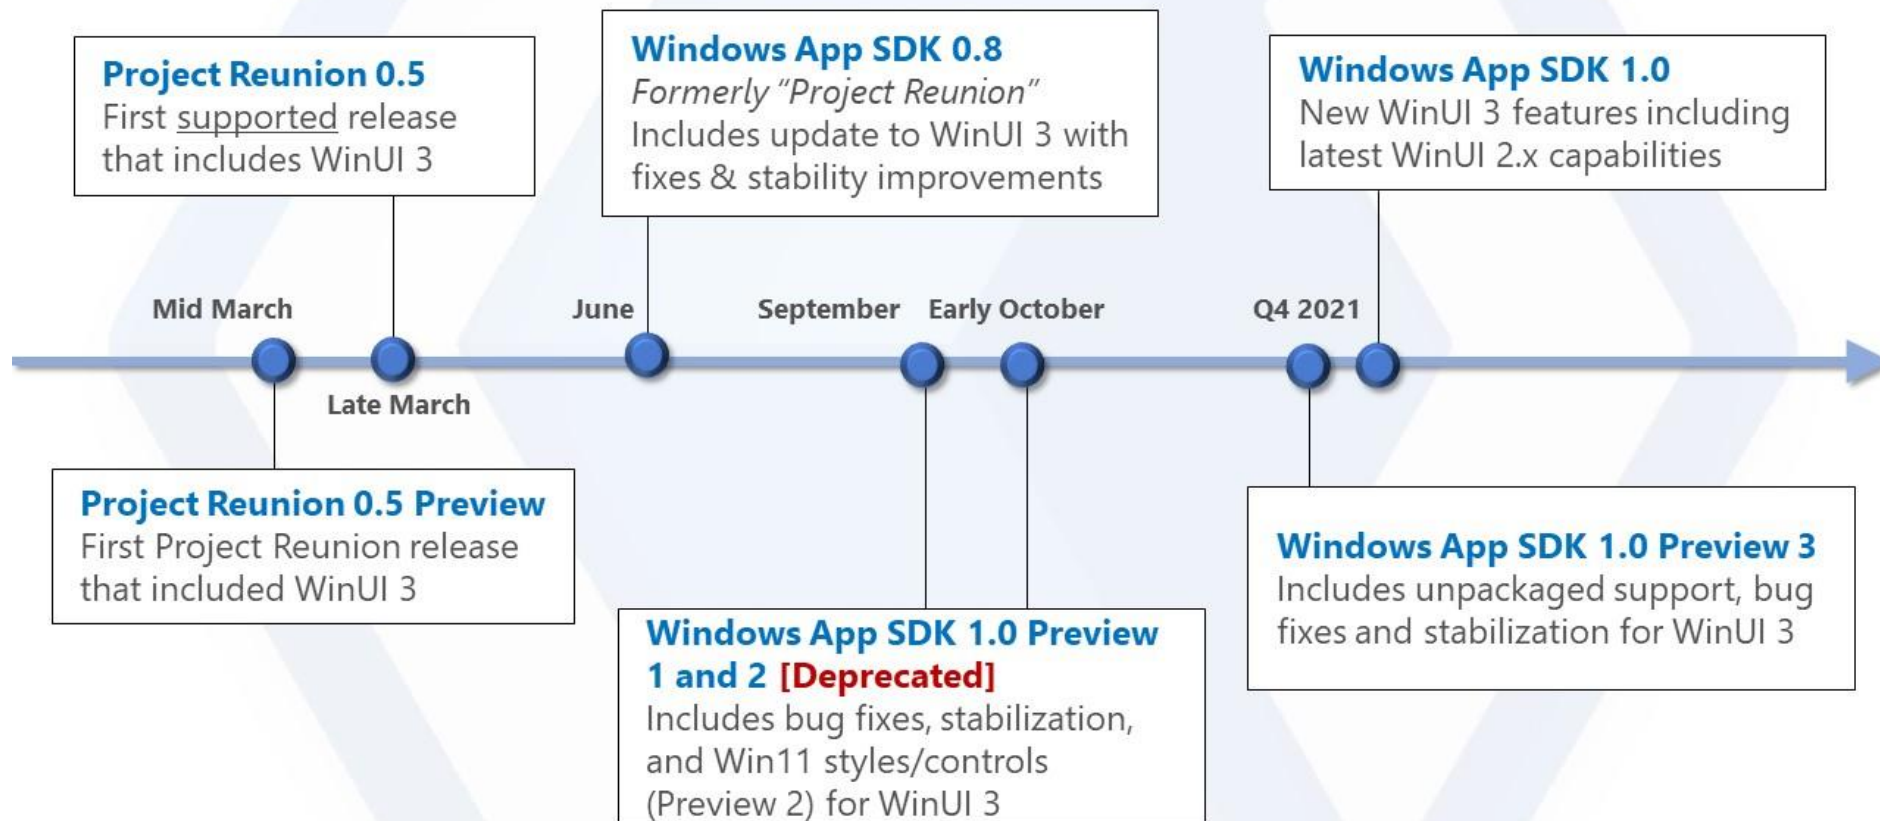 Project Reunion 0.5
First supported release
that includes WinUI 3
Windows App SDK 0.8
Formerly “Project Reunion”
Includes update to WinUI 3 with
fixes & stability improvements
Windows App SDK 1.0
New WinUI 3 features including
latest WinUI 2.x capabilities
Mid March
June
September
Early October
Q4 2021
Late March
Project Reunion 0.5 Preview
First Project Reunion release
that included WinUI 3
Windows App SDK 1.0 Preview
1 and 2 [Deprecated]
Includes bug fixes, stabilization,
and Win11 styles/controls
(Preview 2) for WinUI 3
Windows App SDK 1.0 Preview 3
Includes unpackaged support, bug
fixes and stabilization for WinUI 3